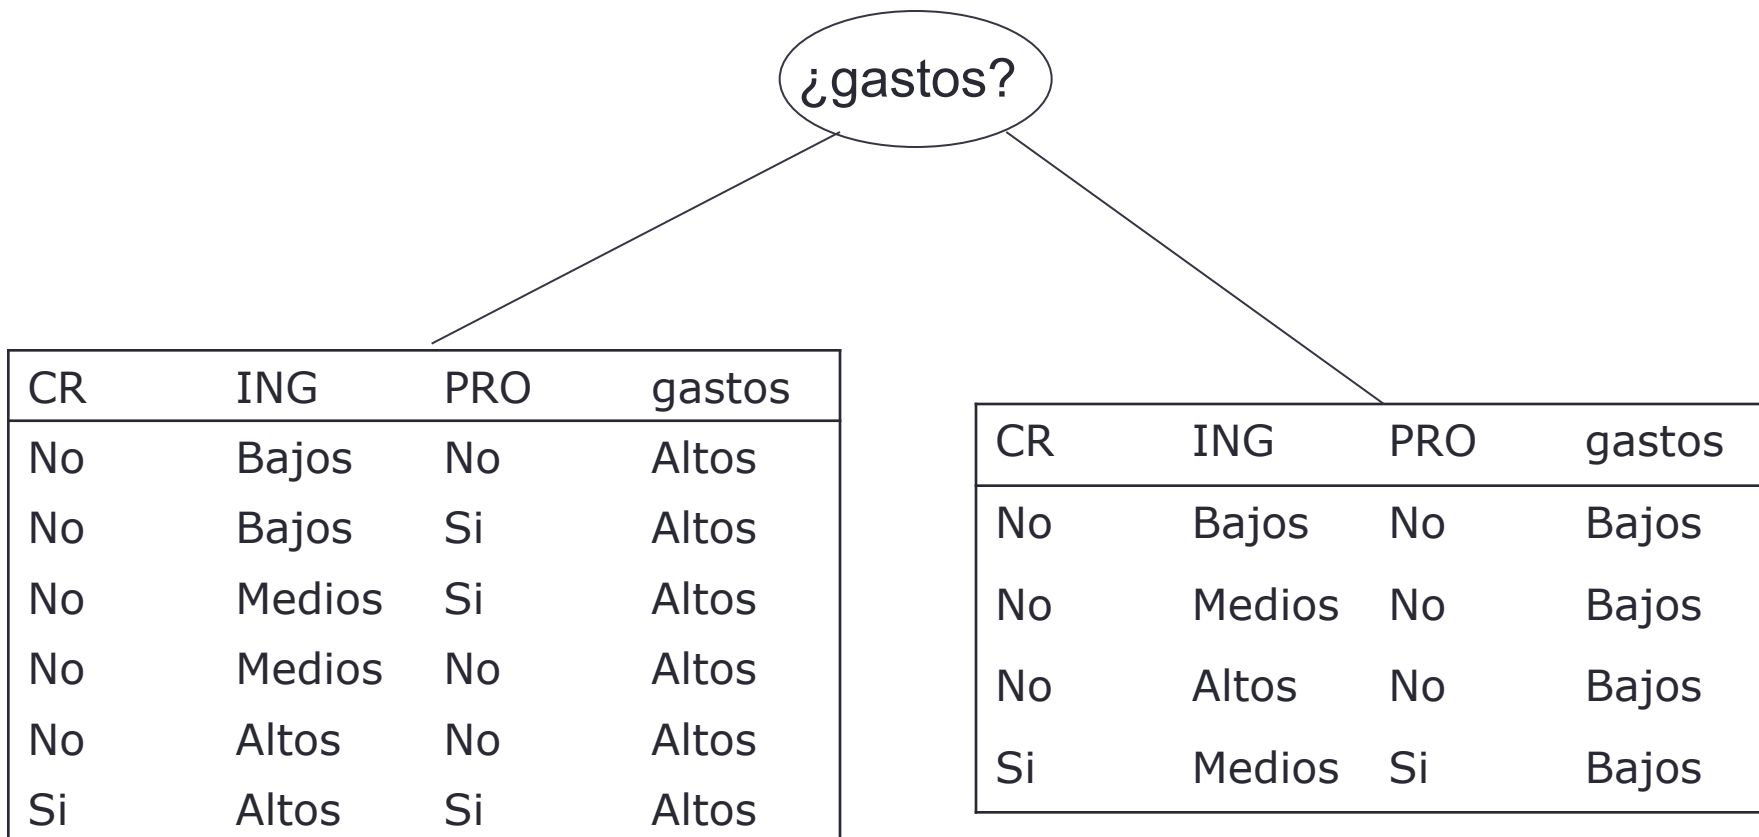 ¿gastos?
CR ING PRO gastos
No Bajos No Altos
No Bajos Si Altos
No Medios Si Altos
No Medios No Altos
No Altos No Altos
Si Altos Si Altos
CR ING PRO gastos
No Bajos No Bajos
No Medios No Bajos
No Altos No Bajos
Si Medios Si Bajos